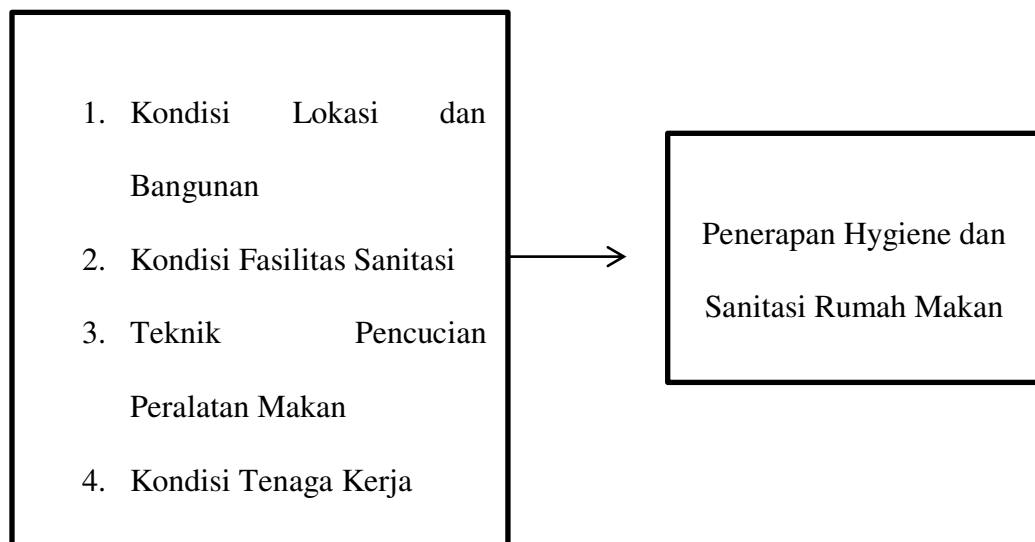 1. Kondisi Lokasi dan
Bangunan
2. Kondisi Fasilitas Sanitasi
3. Teknik Pencucian
Peralatan Makan
4. Kondisi Tenaga Kerja
Penerapan Hygiene dan
Sanitasi Rumah Makan